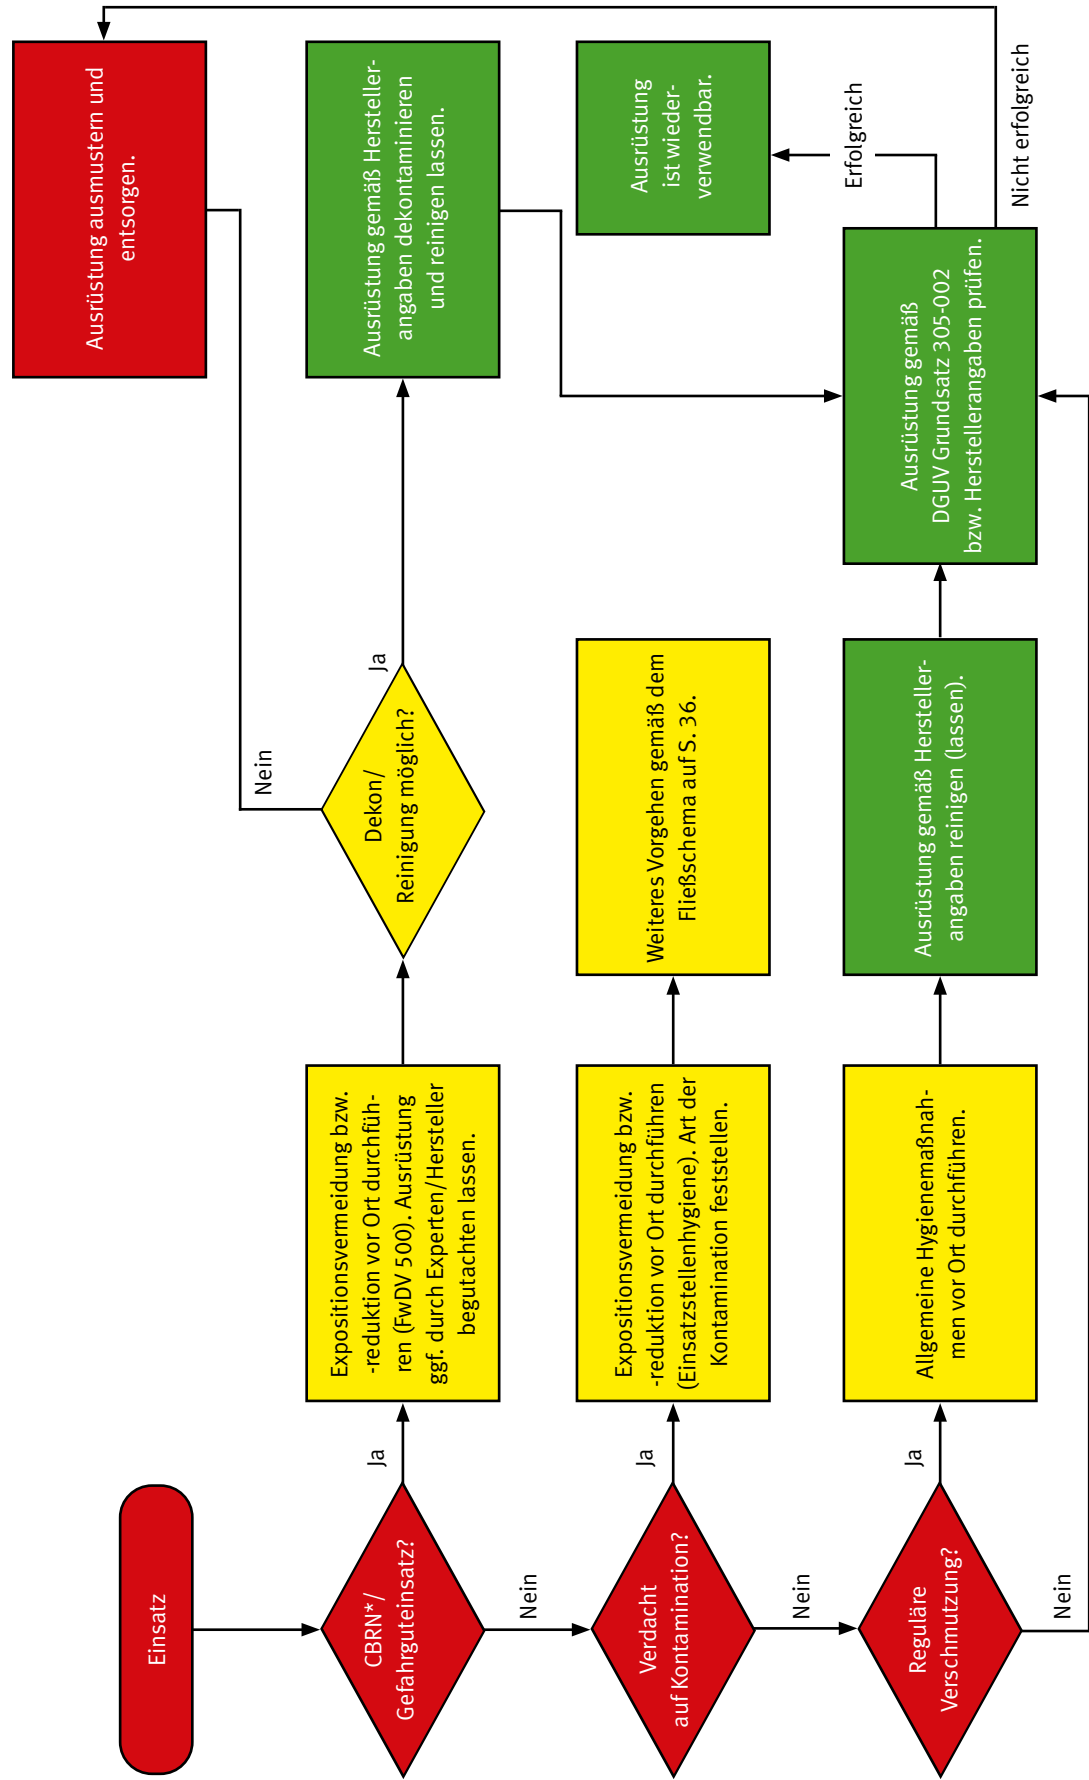 Einsatz
CBRN*/
Gefahrguteinsatz?
Ja
Expositionsvermeidung bzw.
-reduktion vor Ort durchfüh-
ren (FwDV 500). Ausrüstung
ggf. durch Experten/Hersteller
begutachten lassen.
Dekon/
Reinigung möglich?
Nein
Ausrüstung ausmustern und
entsorgen.
Ja
Ausrüstung gemäß Hersteller-
angaben dekontaminieren
und reinigen lassen.
Nein
Verdacht
auf Kontamination?
Ja
Expositionsvermeidung bzw.
-reduktion vor Ort durchführen
(Einsatzstellenhygiene). Art der
Kontamination feststellen.
Weiteres Vorgehen gemäß dem
Fließschema auf S. 36.
Ausrüstung
ist wieder-
verwendbar.
Nein
Reguläre
Verschmutzung?
Ja
Allgemeine Hygienemaßnah-
men vor Ort durchführen.
Ausrüstung gemäß Hersteller-
angaben reinigen (lassen).
Ausrüstung gemäß
DGUV Grundsatz 305-002
bzw. Herstellerangaben prüfen.
Erfolgreich
Nicht erfolgreich
Nein